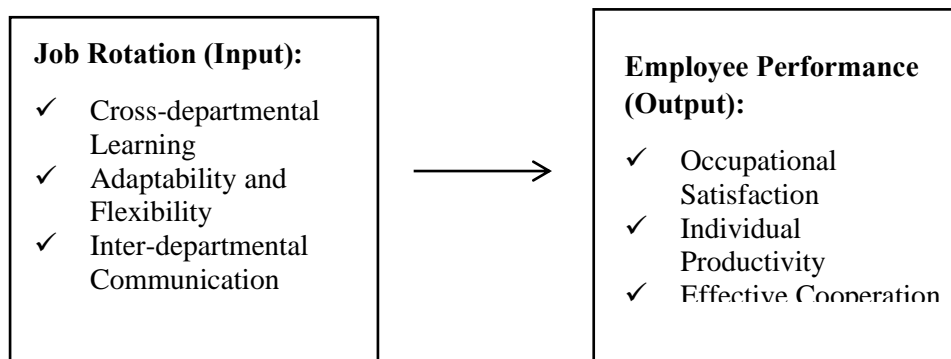 Job Rotation (Input):
✓ Cross-departmental
Learning
✓ Adaptability and
Flexibility
✓ Inter-departmental
Communication
Employee Performance
(Output):
✓ Occupational
Satisfaction
✓ Individual
Productivity
✓ Effective Cooperation